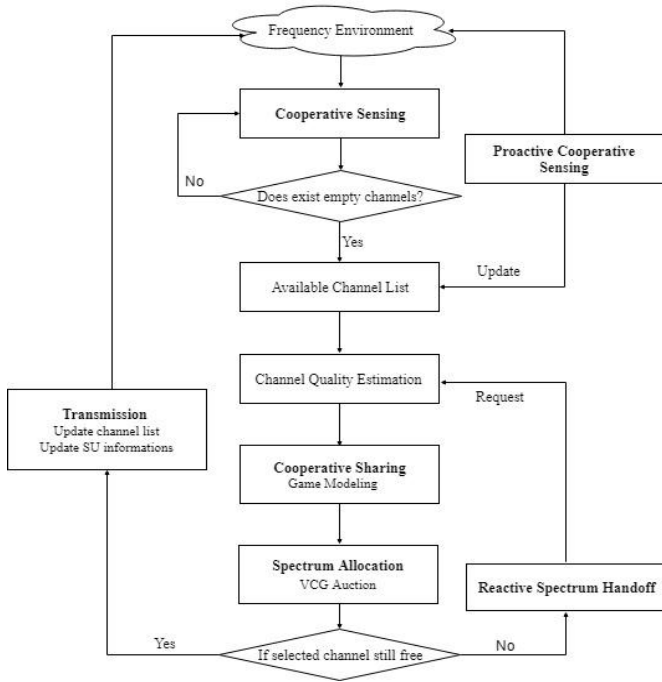 Frequency Environment
Cooperative Sensing
Proactive Cooperative
Sensing
No
Does exist empty channels?
Yes
Update
Available Channel List
Channel Quality Estimation
Request
Transmission
Update channel list
Update SU informations
Cooperative Sharing
Game Modeling
Spectrum Allocation
VCG Auction
Reactive Spectrum Handoff
Yes
If selected channel still free
No